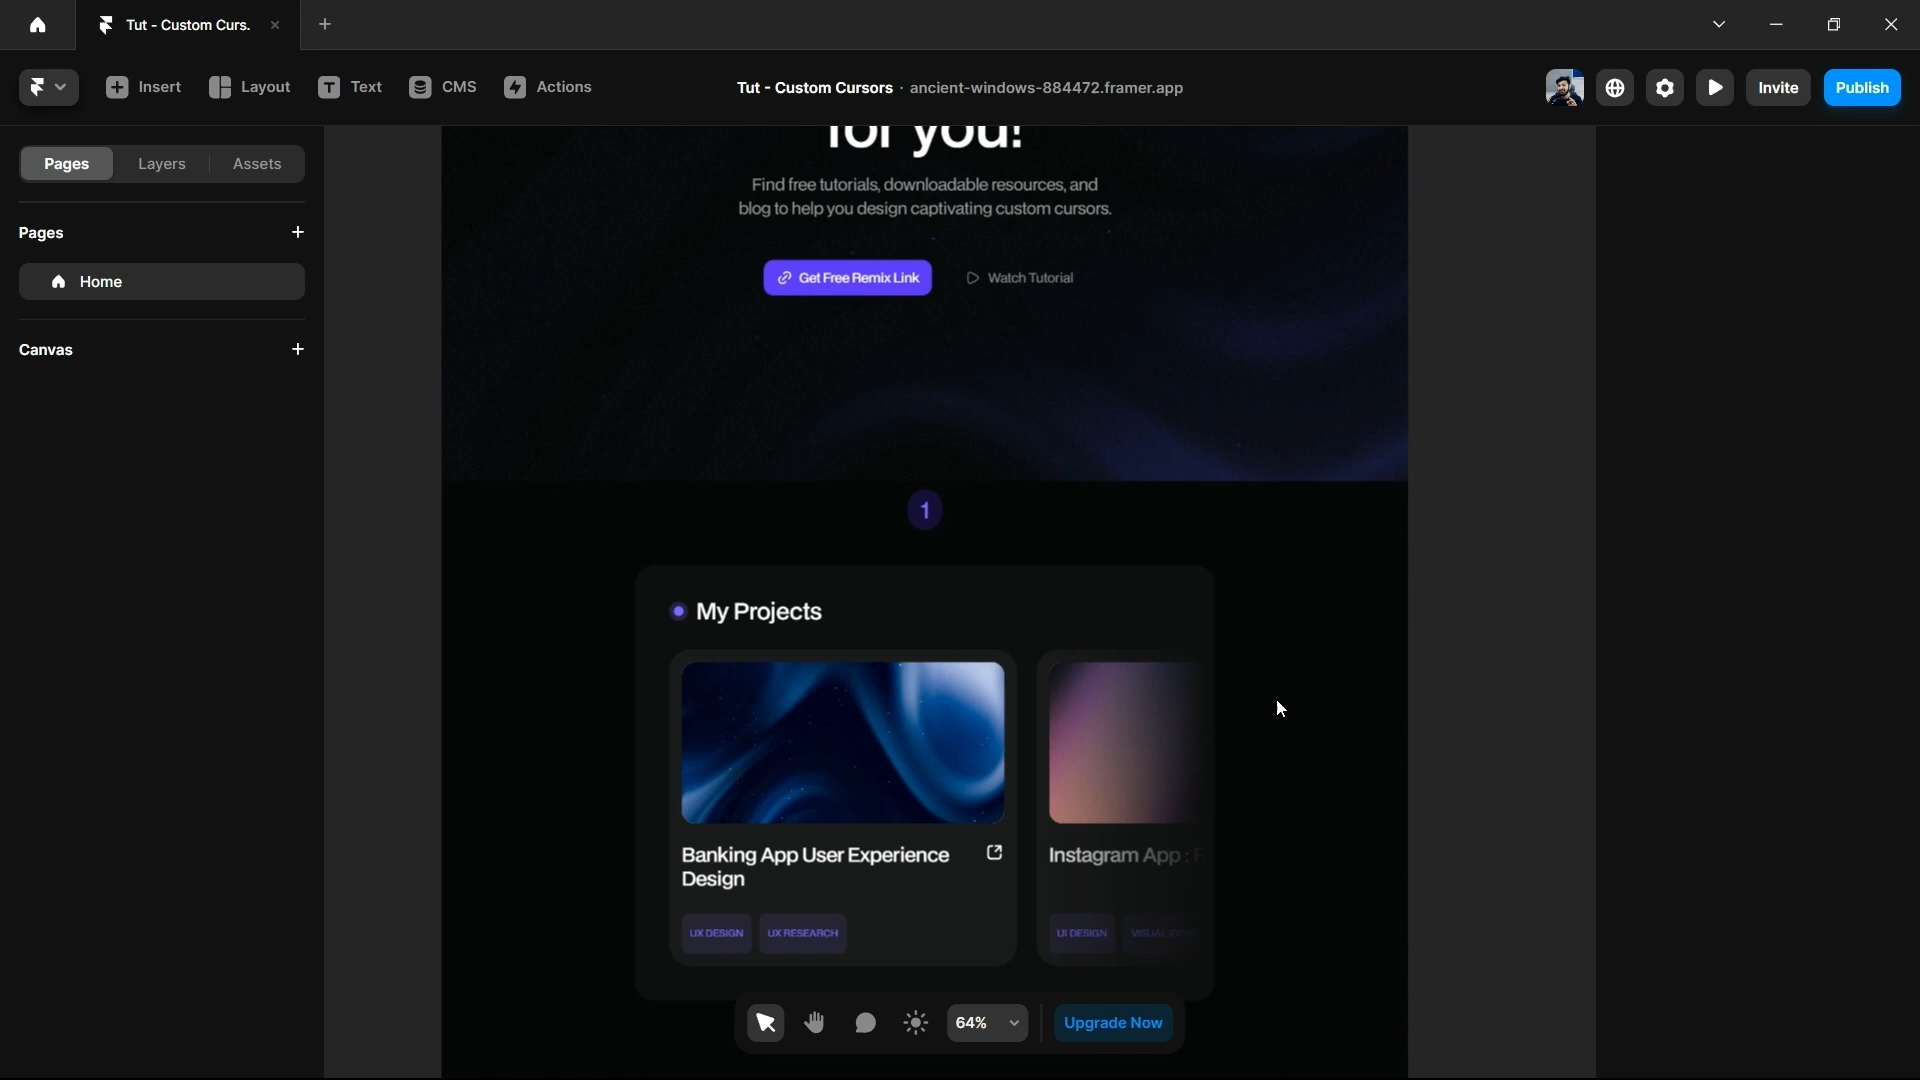 Tut - Custom Curs.
Insert
Layout
Text
CMS
Actions
Tut - Custom Cursors · ancient-windows-884472.framer.app
Invite
Publish
Pages
Layers
Assets
Pages
Home
Canvas
for you!
Find free tutorials, downloadable resources, and
blog to help you design captivating custom cursors.
Get Free Remix Link
Watch Tutorial
1
My Projects
Banking App User Experience
Design
UX DESIGN
UX RESEARCH
Instagram App :
UI DESIGN
VISUAL
64%
Upgrade Now